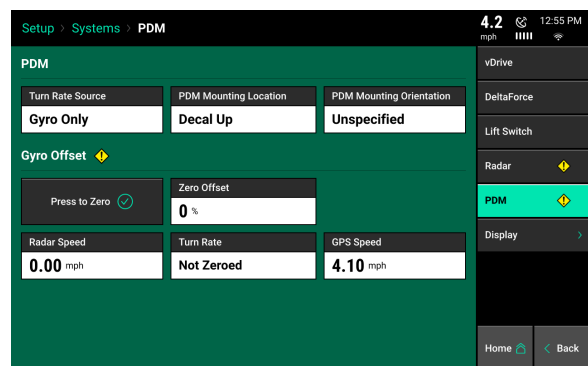 Setup > Systems > PDM
4.2 mph
12:55 PM
PDM
Turn Rate Source
Gyro Only
PDM Mounting Location
Decal Up
PDM Mounting Orientation
Unspecified
Gyro Offset
Press to Zero
Zero Offset
0 %
Radar Speed
0.00 mph
Turn Rate
Not Zeroed
GPS Speed
4.10 mph
vDrive
DeltaForce
Lift Switch
Radar
PDM
Display >
Home
< Back